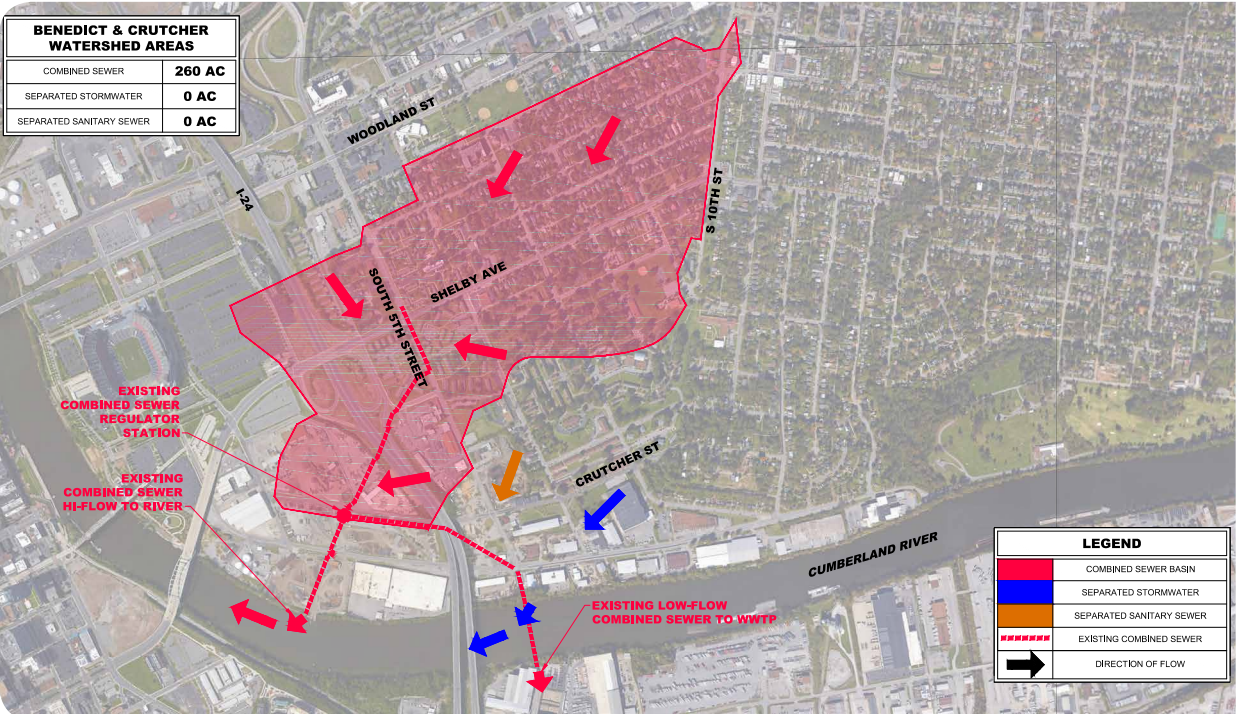 BENEDICT & CRUTCHER
WATERSHED AREAS
COMBINED SEWER 260 AC
SEPARATED STORMWATER 0 AC
SEPARATED SANITARY SEWER 0 AC
WOODLAND ST
I-24
S 10TH ST
SHELBY AVE
SOUTH 5TH STREET
EXISTING
COMBINED SEWER
REGULATOR
STATION
CRUTCHER ST
EXISTING
COMBINED SEWER
HI-FLOW TO RIVER
CUMBERLAND RIVER
EXISTING LOW-FLOW
COMBINED SEWER TO WWTP
LEGEND
COMBINED SEWER BASIN
SEPARATED STORMWATER
SEPARATED SANITARY SEWER
EXISTING COMBINED SEWER
DIRECTION OF FLOW